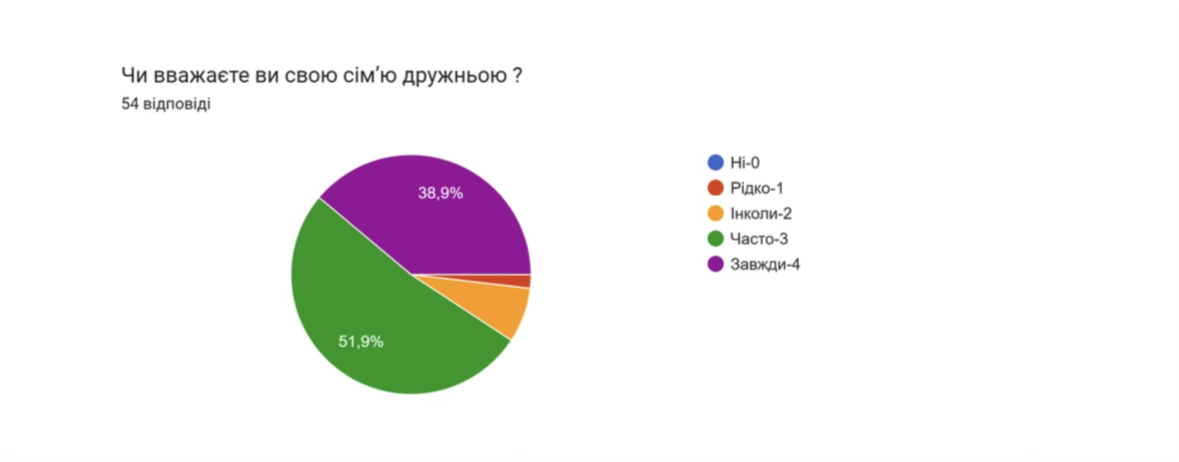 Чи вважаєте ви свою сім’ю дружньою ?
54 відповіді
38,9%
51,9%
Ні-0
Рідко-1
Інколи-2
Часто-3
Завжди-4